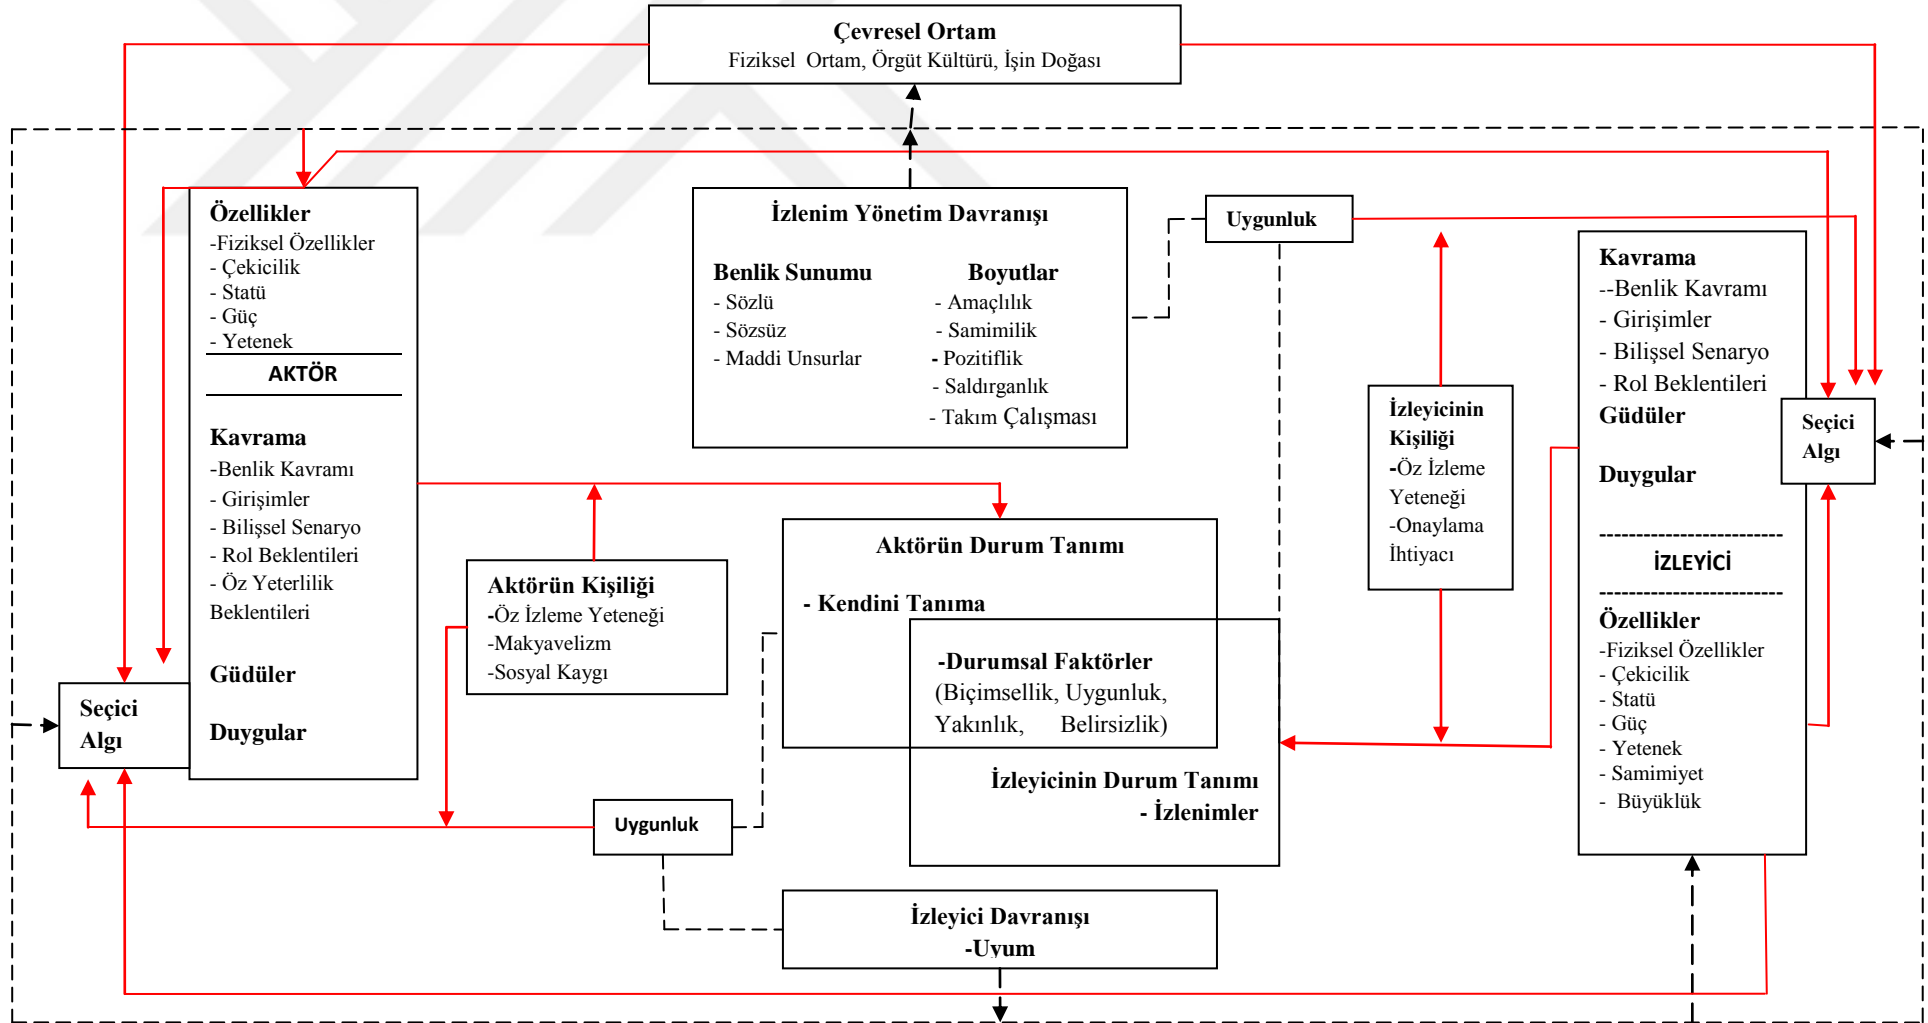 Çevresel Ortam
Fiziksel Ortam, Örgüt Kültürü, İşin Doğası
Özellikler
-Fiziksel Özellikler
- Çekicilik
- Statü
- Güç
- Yetenek
AKTÖR
Kavrama
-Benlik Kavramı
- Girişimler
- Bilişsel Senaryo
- Rol Beklentileri
- Öz Yeterlilik
Beklentileri
Güdüler
Duygular
Seçici
Algı
İzlenim Yönetim Davranışı
Benlik Sunumu
- Sözlü
- Sözsüz
- Maddi Unsurlar
Boyutlar
- Amaçlılık
- Samimilik
- Pozitiflik
- Saldırganlık
- Takım Çalışması
Uygunluk
Aktörün Kişiliği
-Öz İzleme Yeteneği
-Makyavelizm
-Sosyal Kaygı
Aktörün Durum Tanımı
- Kendini Tanıma
-Durumsal Faktörler
(Biçimsellik, Uygunluk,
Yakınlık, Belirsizlik)
İzleyicinin Durum Tanımı
- İzlenimler
Uygunluk
İzleyici Davranışı
-Uyum
İzleyicinin
Kişiliği
-Öz İzleme
Yeteneği
-Onaylama
İhtiyacı
Kavrama
--Benlik Kavramı
- Girişimler
- Bilişsel Senaryo
- Rol Beklentileri
Güdüler
Duygular
-------------------------
İZLEYİCİ
-------------------------
Özellikler
-Fiziksel Özellikler
- Çekicilik
- Statü
- Güç
- Yetenek
- Samimiyet
- Büyüklük
Seçici
Algı